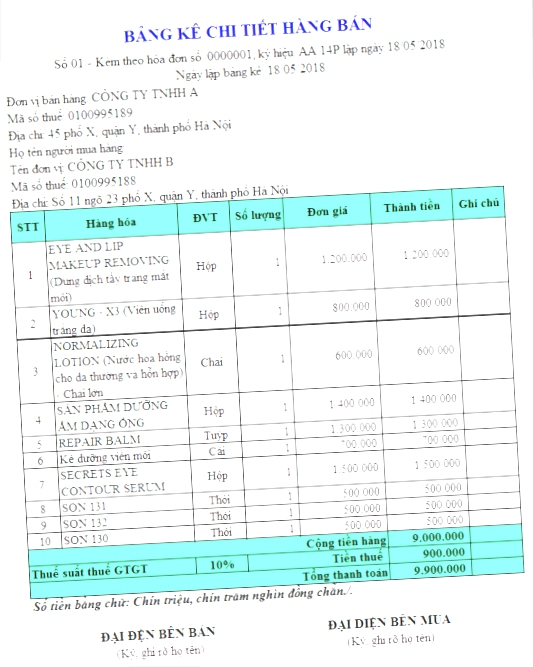 BẢNG KÊ CHI TIẾT HÀNG BÁN
Số 01 - Kèm theo hóa đơn số 0000001, ký hiệu AA 14P lập ngày 18/05/2018
Ngày lập bảng kê: 18/05/2018
Đơn vị bán hàng: CÔNG TY TNHH A
Mã số thuế: 0100995189
Địa chỉ: 45 phố X, quận Y, thành phố Hà Nội
Họ tên người mua hàng:
Tên đơn vị: CÔNG TY TNHH B
Mã số thuế: 0100995188
Địa chỉ: Số 11 ngõ 23 phố X, quận Y, thành phố Hà Nội
STT Hàng hóa ĐVT Số lượng Đơn giá Thành tiền Ghi chú
1 EYE AND LIP MAKEUP REMOVING (Dung dịch tẩy trang mắt môi) Hộp 1 1.200.000 1.200.000
2 YOUNG - X3 (Viên uống trắng da) Hộp 1 800.000 800.000
3 NORMALIZING LOTION (Nước hoa hồng cho da thường và hỗn hợp) - Chai lớn Chai 1 600.000 600.000
4 SẢN PHẨM DƯỠNG ẨM DẠNG ỐNG Hộp 1 1.400.000 1.400.000
5 REPAIR BALM Tuýp 1 1.300.000 1.300.000
6 Kẻ dưỡng viền môi Cái 1 700.000 700.000
7 SECRETS EYE CONTOUR SERUM Hộp 1 1.500.000 1.500.000
8 SON 131 Thỏi 1 500.000 500.000
9 SON 132 Thỏi 1 500.000 500.000
10 SON 130 Thỏi 1 500.000 500.000
Cộng tiền hàng 9.000.000
Thuế suất thuế GTGT 10% Tiền thuế 900.000
Tổng thanh toán 9.900.000
Số tiền bằng chữ: Chín triệu, chín trăm nghìn đồng chẵn./.
ĐẠI ĐỆN BÊN BÁN ĐẠI DIỆN BÊN MUA
(Ký, ghi rõ họ tên) (Ký, ghi rõ họ tên)